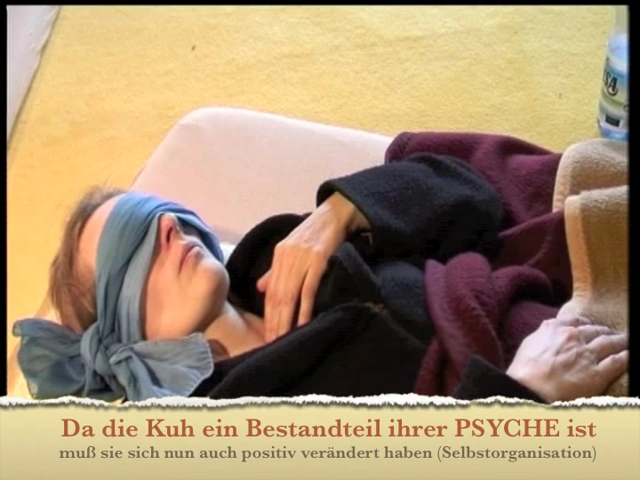 Da die Kuh ein Bestandteil ihrer PSYCHE ist
muß sie sich nun auch positiv verändert haben (Selbstorganisation)